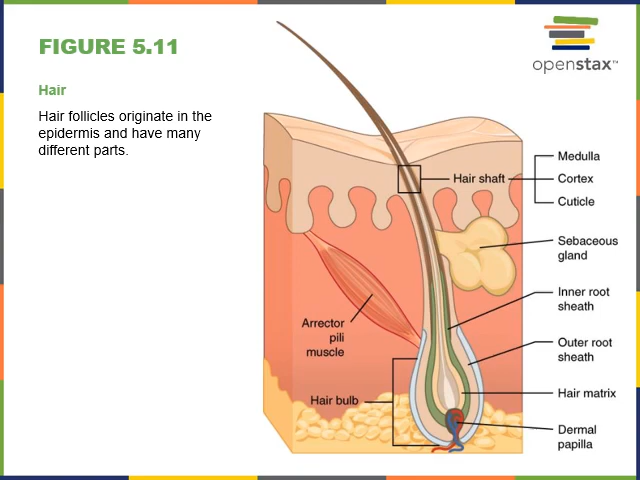 FIGURE 5.11
openstax™
Hair
Hair follicles originate in the
epidermis and have many
different parts.
Hair shaft
Medulla
Cortex
Cuticle
Sebaceous
gland
Inner root
sheath
Arrector
pili
muscle
Outer root
sheath
Hair bulb
Hair matrix
Dermal
papilla